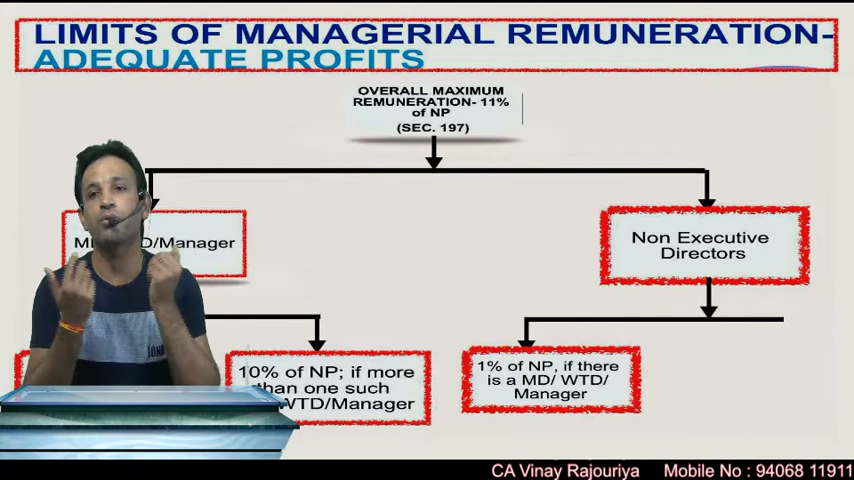 LIMITS OF MANAGERIAL REMUNERATION-
ADEQUATE PROFITS
OVERALL MAXIMUM
REMUNERATION- 11%
of NP
(SEC. 197)
/Manager
Non Executive
Directors
10% of NP; if more
than one such
WTD/Manager
1% of NP, if there
is a MD/ WTD/
Manager
CA Vinay Rajouriya Mobile No : 94068 11911